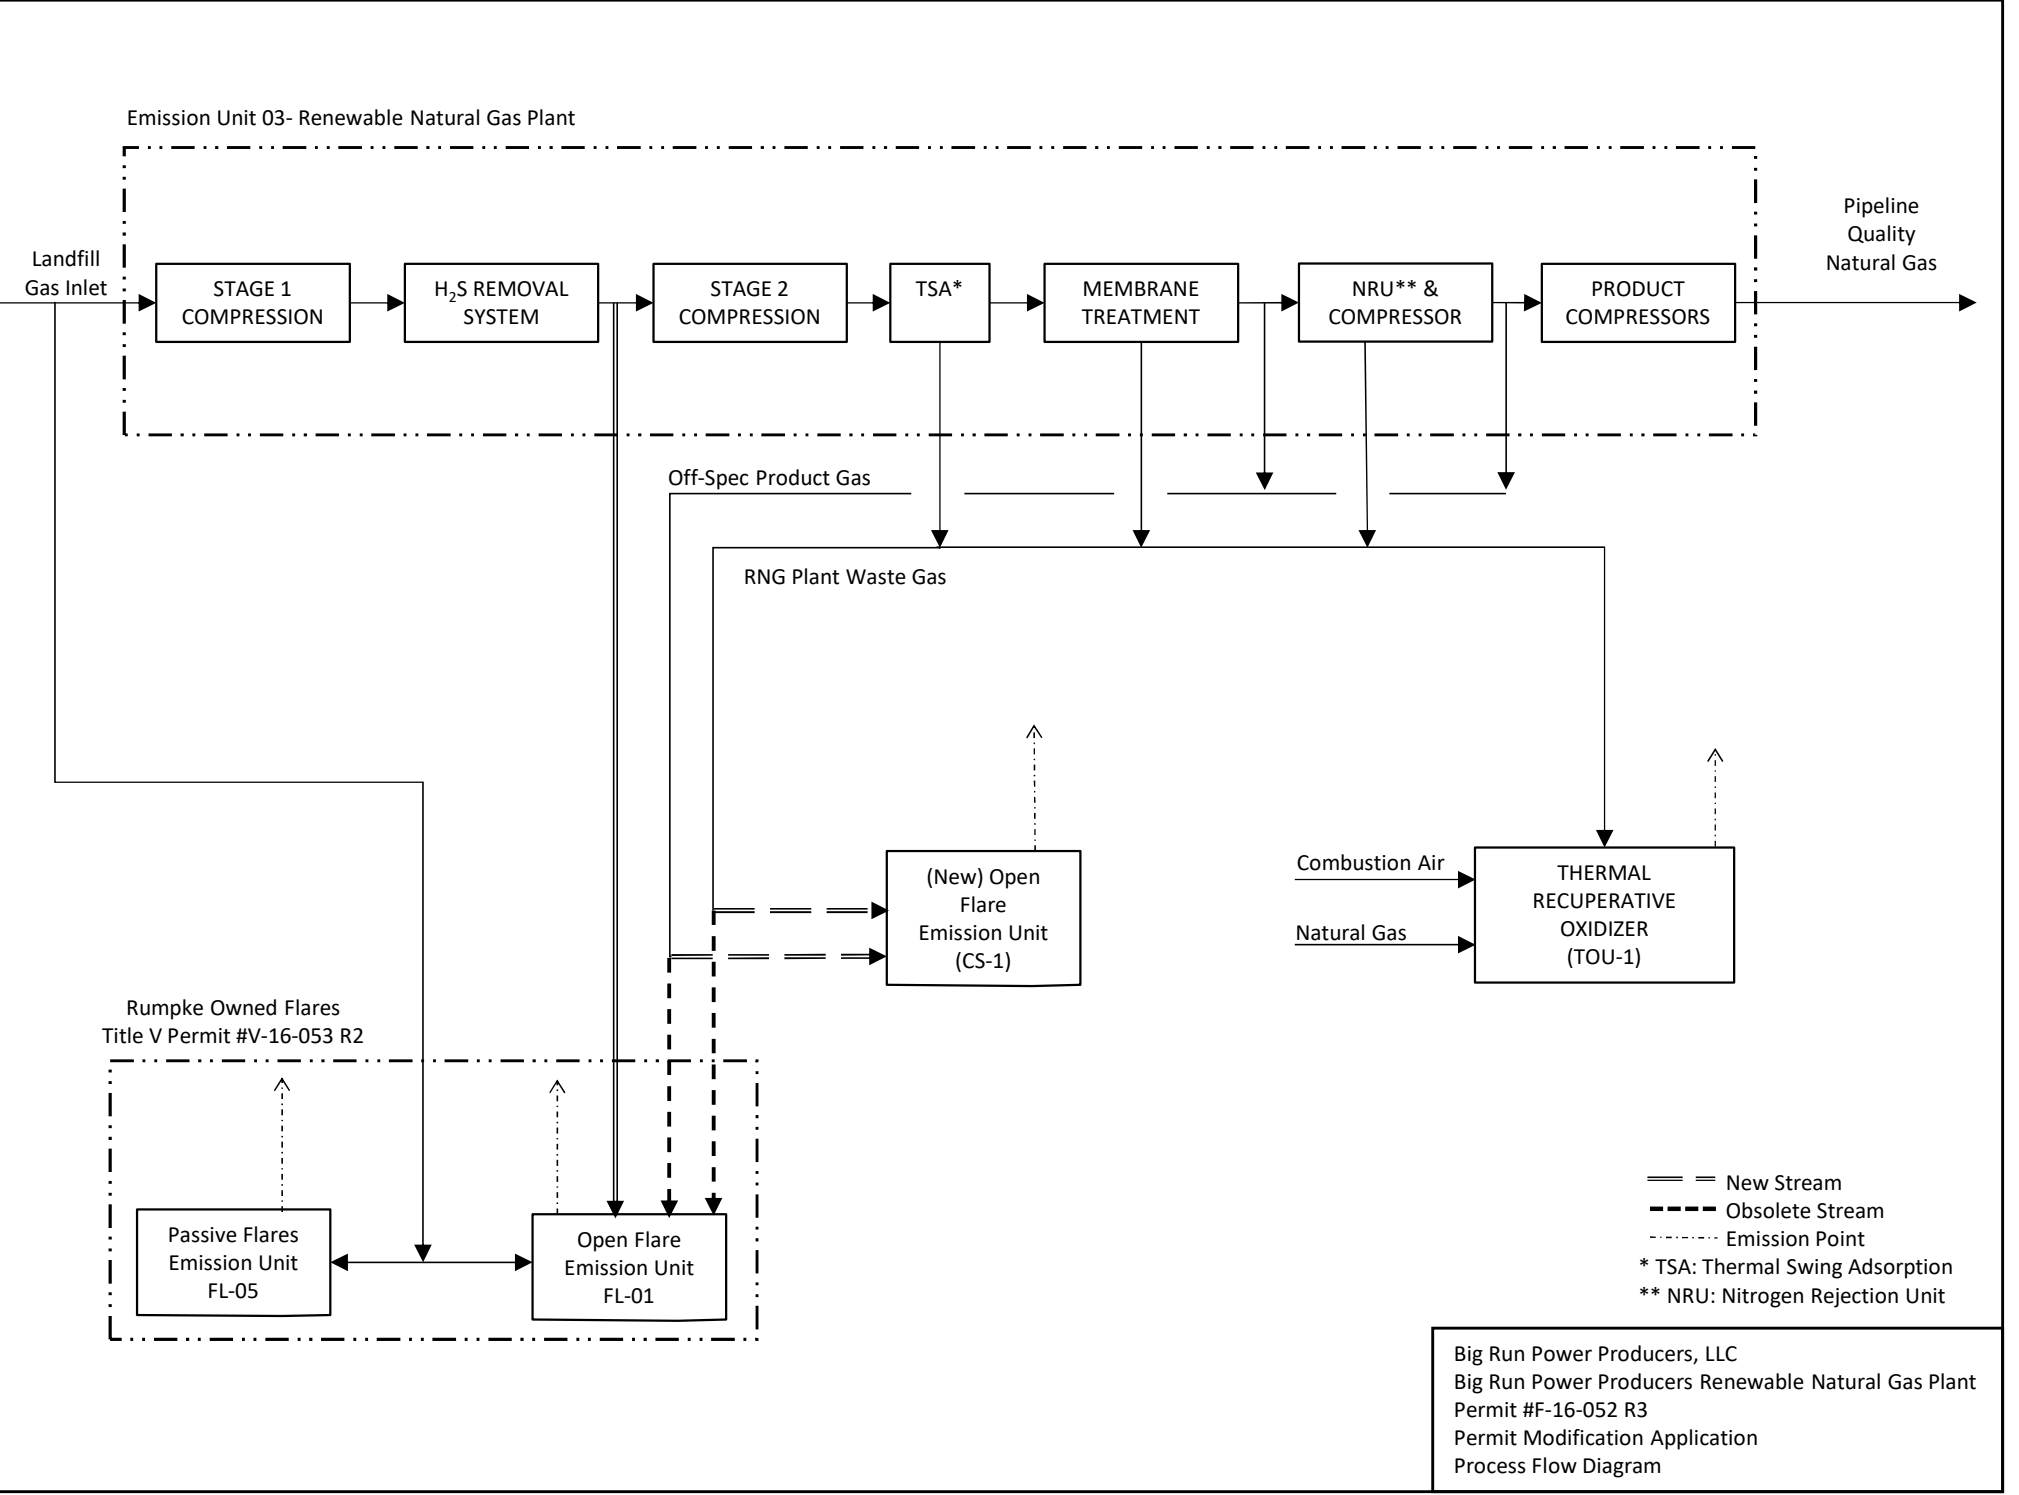 Emission Unit 03- Renewable Natural Gas Plant
Landfill
Gas Inlet
STAGE 1
COMPRESSION
H₂S REMOVAL
SYSTEM
STAGE 2
COMPRESSION
TSA*
MEMBRANE
TREATMENT
NRU** &
COMPRESSOR
PRODUCT
COMPRESSORS
Pipeline
Quality
Natural Gas
Off-Spec Product Gas
RNG Plant Waste Gas
(New) Open
Flare
Emission Unit
(CS-1)
Combustion Air
Natural Gas
THERMAL
RECUPERATIVE
OXIDIZER
(TOU-1)
Rumpke Owned Flares
Title V Permit #V-16-053 R2
Passive Flares
Emission Unit
FL-05
Open Flare
Emission Unit
FL-01
New Stream
Obsolete Stream
Emission Point
* TSA: Thermal Swing Adsorption
** NRU: Nitrogen Rejection Unit
Big Run Power Producers, LLC
Big Run Power Producers Renewable Natural Gas Plant
Permit #F-16-052 R3
Permit Modification Application
Process Flow Diagram